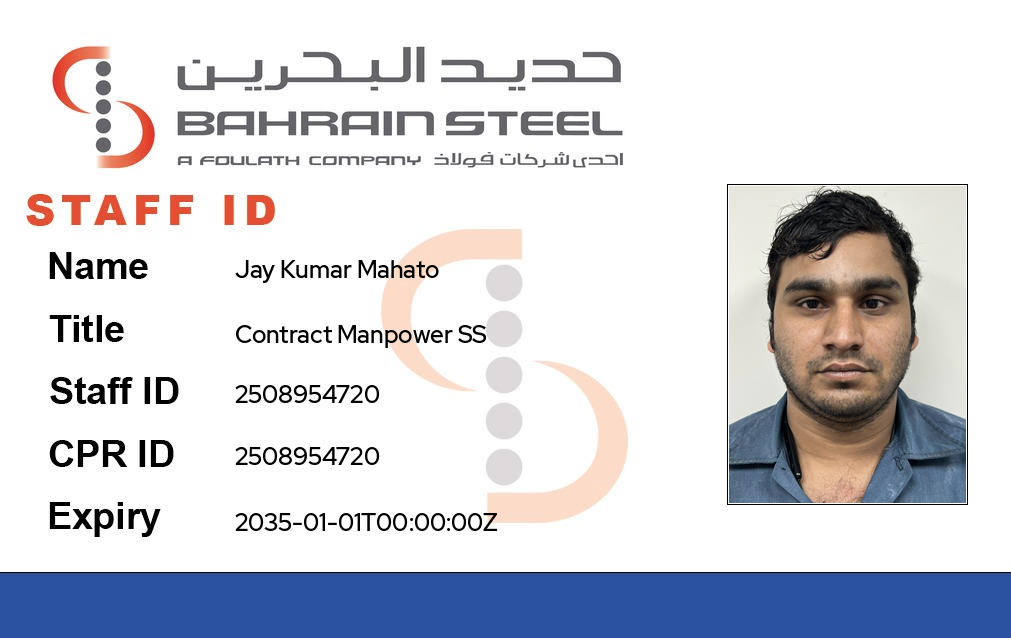 حديد البحرين
BAHRAIN STEEL
A FOULATH COMPANY احدى شركات فولاذ
STAFF ID
Name Jay Kumar Mahato
Title Contract Manpower SS
Staff ID 2508954720
CPR ID 2508954720
Expiry 2035-01-01T00:00:00Z